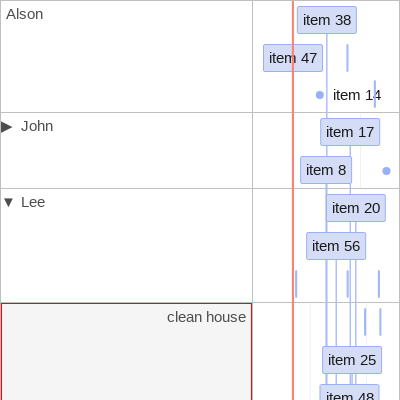 Alson
item 38
item 47
item 14
▶ John
item 17
item 8
▼ Lee
item 20
item 56
clean house
item 25
item 48